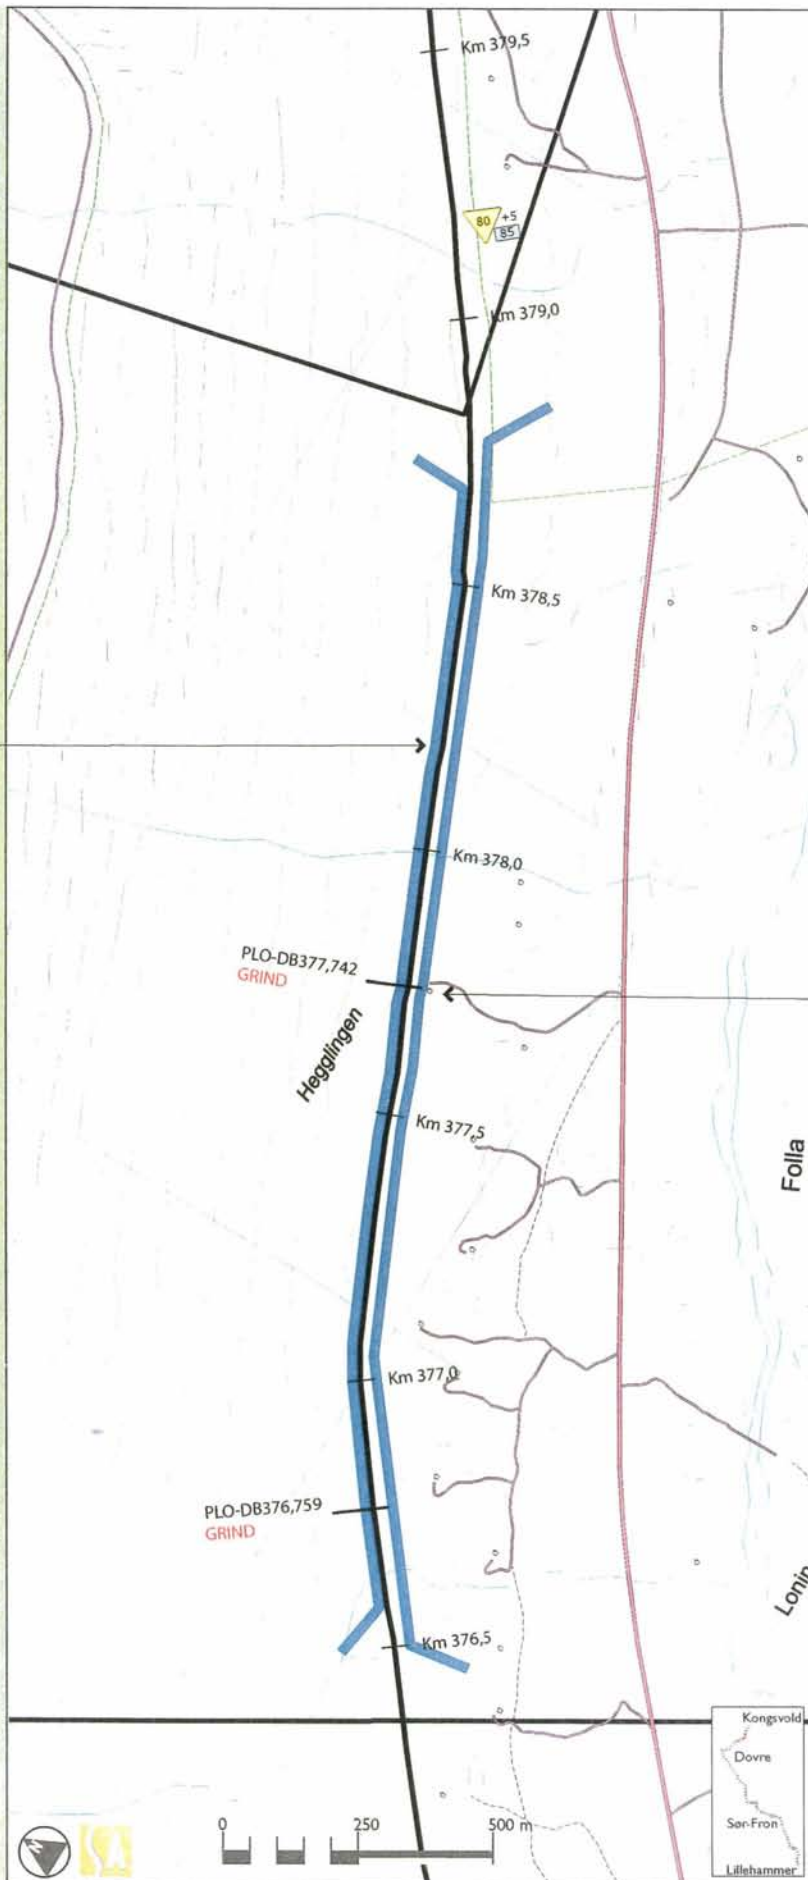 Km 379,5
80 +5
85
Km 379,0
Km 378,5
Km 378,0
PLO-DB377,742
GRIND
Hegglingen
Km 377,5
Folla
Km 377,0
PLO-DB376,759
GRIND
Km 376,5
Kongsvold
Dovre
Sør-Fron
Lillehammer
0 250 500 m
N